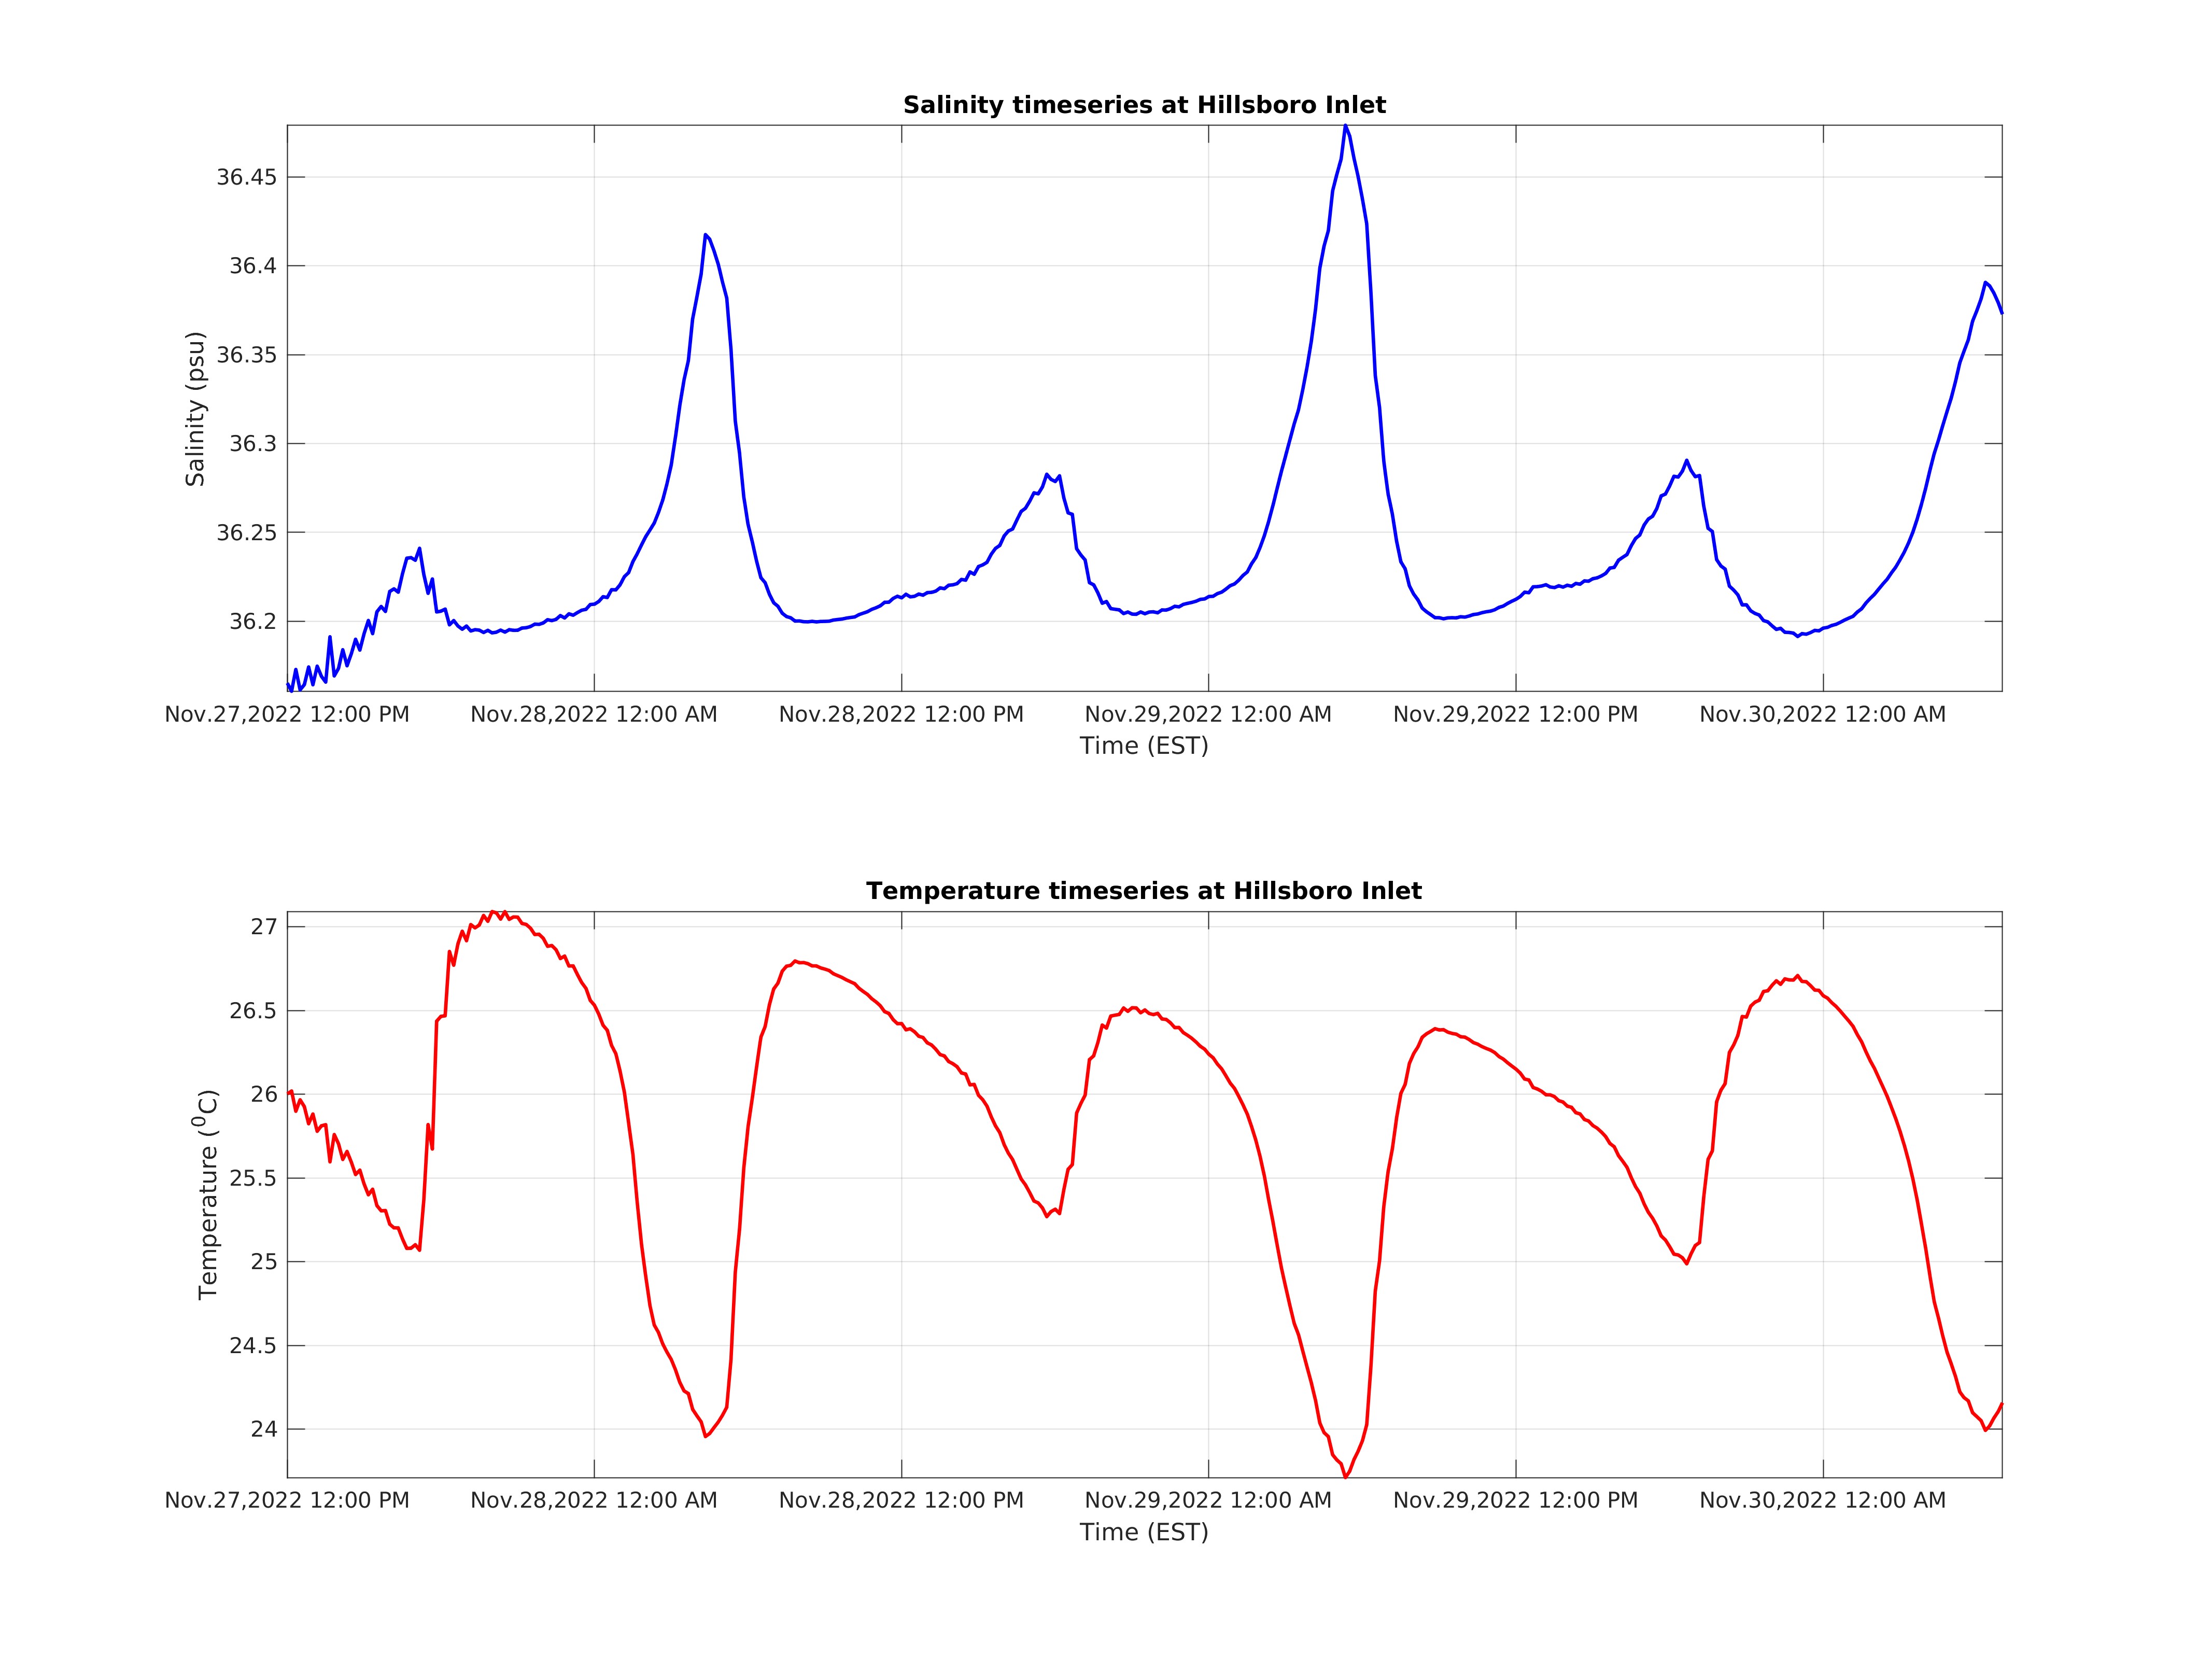 Salinity timeseries at Hillsboro Inlet
36.45
36.4
36.35
36.3
36.25
36.2
Salinity (psu)
Nov.27,2022 12:00 PM Nov.28,2022 12:00 AM Nov.28,2022 12:00 PM Nov.29,2022 12:00 AM Nov.29,2022 12:00 PM Nov.30,2022 12:00 AM
Time (EST)
Temperature timeseries at Hillsboro Inlet
27
26.5
26
25.5
25
24.5
24
Temperature (⁰C)
Nov.27,2022 12:00 PM Nov.28,2022 12:00 AM Nov.28,2022 12:00 PM Nov.29,2022 12:00 AM Nov.29,2022 12:00 PM Nov.30,2022 12:00 AM
Time (EST)